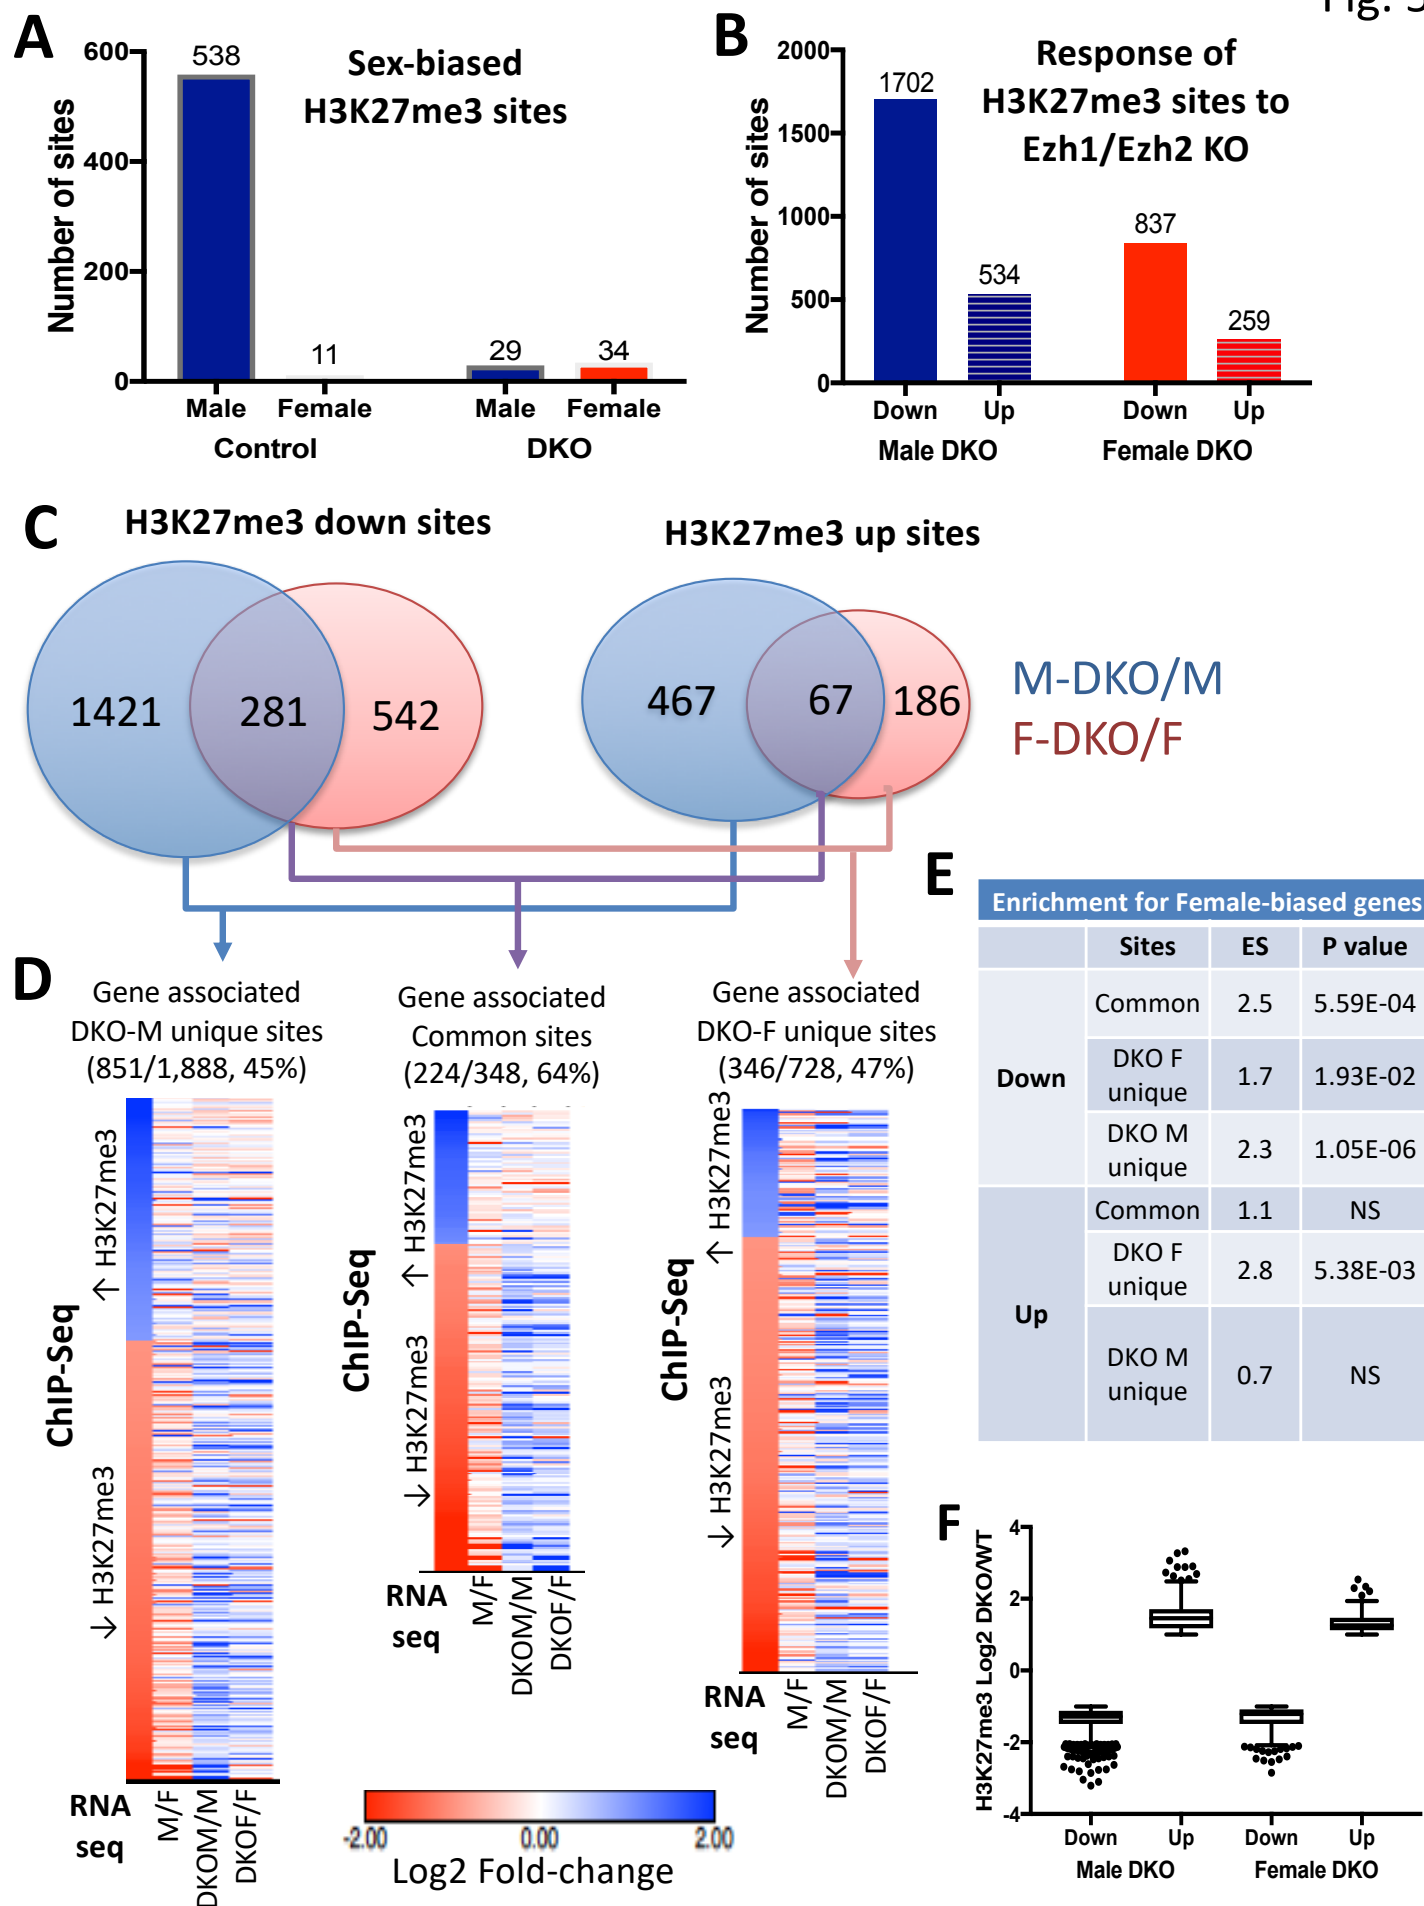 Fig. 5
A
Sex-biased
H3K27me3 sites
Number of sites
600
400
200
0
538
11
29
34
Male
Female
Male
Female
Control
DKO
B
Response of
H3K27me3 sites to
Ezh1/Ezh2 KO
Number of sites
2000
1500
1000
500
0
1702
534
837
259
Down
Up
Down
Up
Male DKO
Female DKO
C
H3K27me3 down sites
H3K27me3 up sites
1421
281
542
467
67
186
M-DKO/M
F-DKO/F
D
Gene associated
DKO-M unique sites
(851/1,888, 45%)
Gene associated
Common sites
(224/348, 64%)
Gene associated
DKO-F unique sites
(346/728, 47%)
ChIP-Seq
↑ H3K27me3
↓ H3K27me3
RNA
seq
M/F
DKOM/M
DKOF/F
ChIP-Seq
↑ H3K27me3
↓ H3K27me3
RNA
seq
M/F
DKOM/M
DKOF/F
ChIP-Seq
↑ H3K27me3
↓ H3K27me3
RNA
seq
M/F
DKOM/M
DKOF/F
-2.00
0.00
2.00
Log2 Fold-change
E
Enrichment for Female-biased genes
Sites ES P value
Down
Common 2.5 5.59E-04
DKO F
unique
1.7 1.93E-02
DKO M
unique
2.3 1.05E-06
Up
Common 1.1 NS
DKO F
unique
2.8 5.38E-03
DKO M
unique
0.7 NS
F
H3K27me3 Log2 DKO/WT
4
2
0
-2
-4
Down
Up
Down
Up
Male DKO
Female DKO